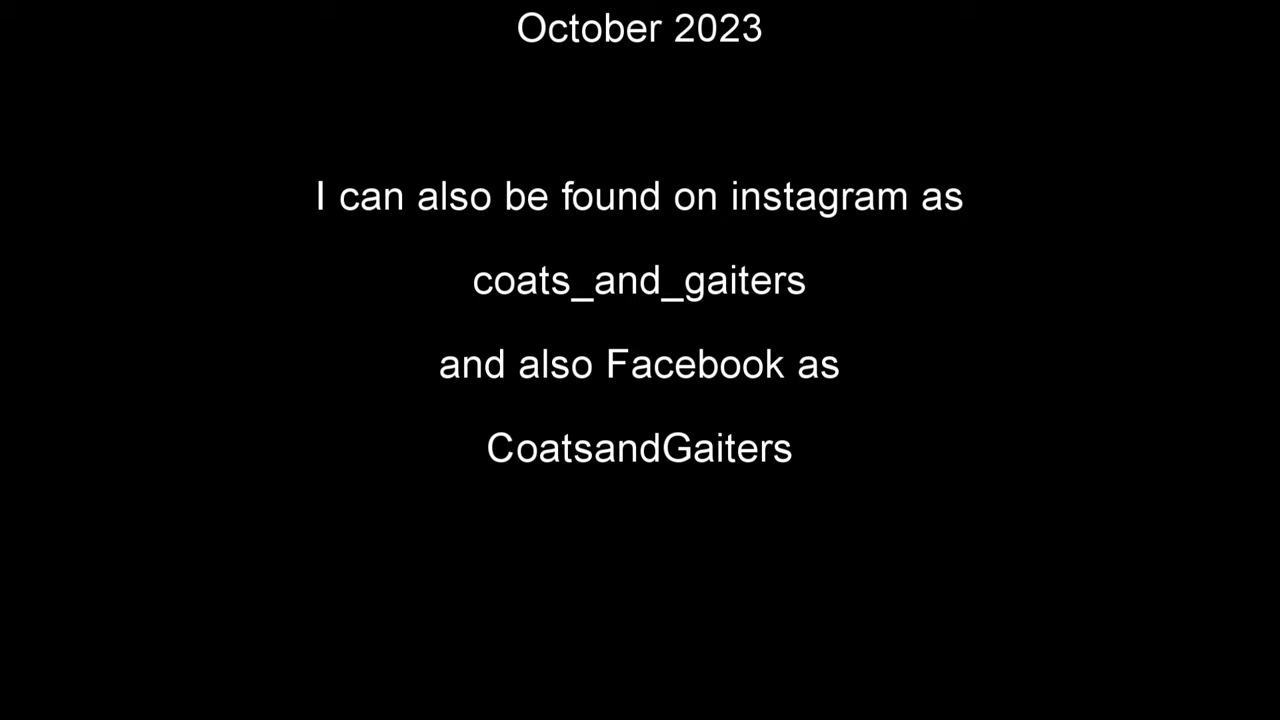 October 2023
I can also be found on instagram as
coats_and_gaiters
and also Facebook as
CoatsandGaiters